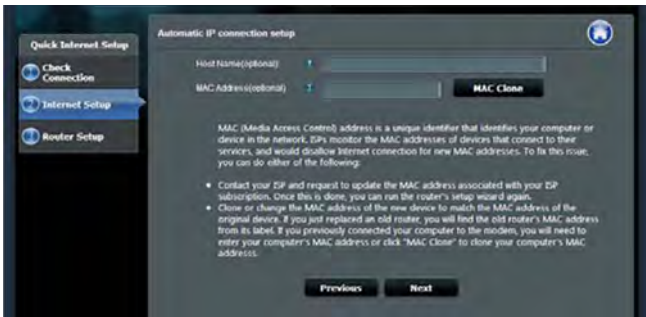 Quick Internet Setup
Automatic IP connection setup
1 Check
Connection
2 Internet Setup
3 Router Setup
Host Name(optional)
MAC Address(optional)
MAC Clone
MAC (Media Access Control) address is a unique identifier that identifies your computer or
device in the network. ISPs monitor the MAC addresses of devices that connect to their
services, and would disallow Internet connection for new MAC addresses. To fix this issue,
you can do either of the following:
• Contact your ISP and request to update the MAC address associated with your ISP
subscription. Once this is done, you can run the router's setup wizard again.
• Clone or change the MAC address of the new device to match the MAC address of the
original device. If you just replaced an old router, you will find the old router's MAC address
from its label. If you previously connected your computer to the modem, you will need to
enter your computer's MAC address or click "MAC Clone" to clone your computer's MAC
addresss.
Previous
Next